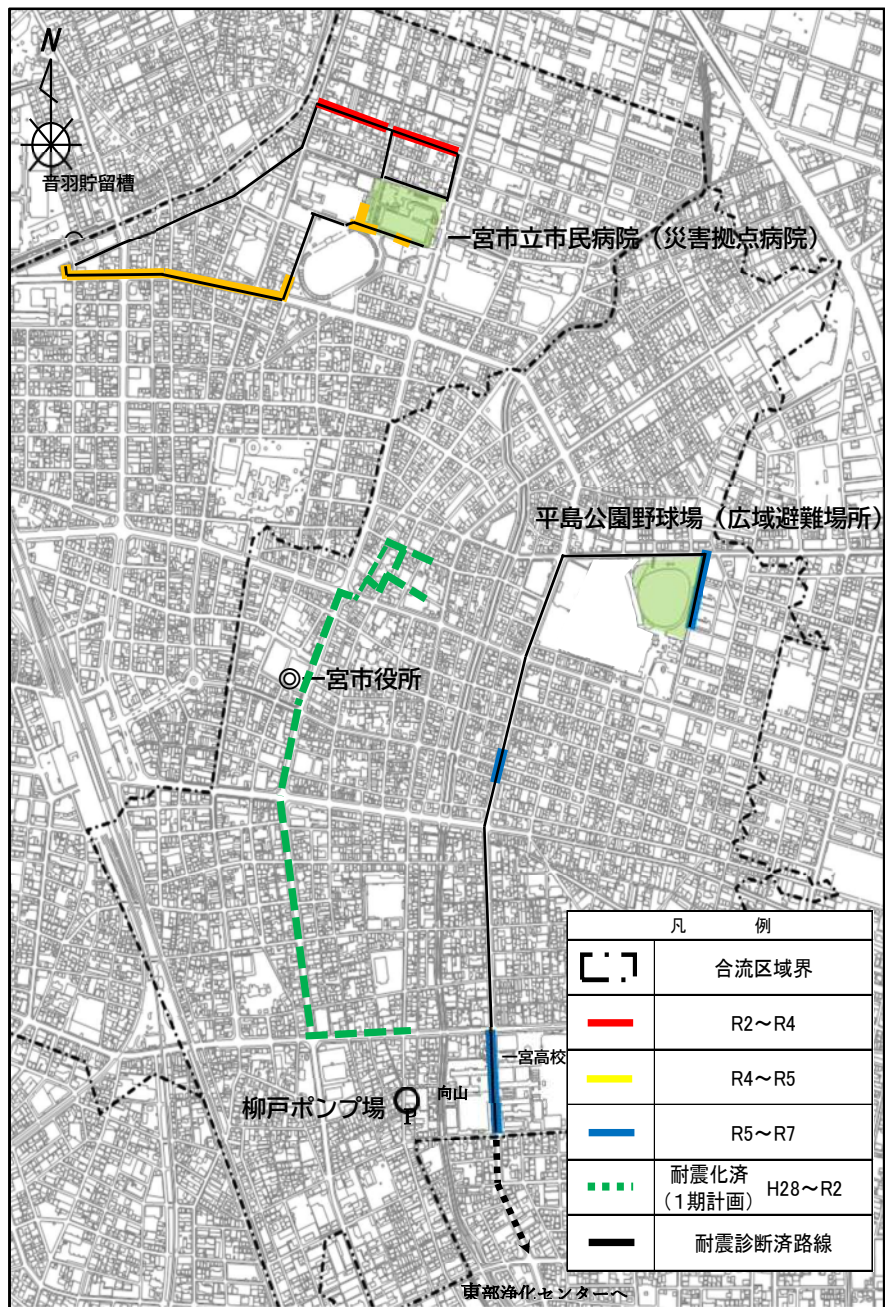 N
音羽貯留槽
一宮市立市民病院（災害拠点病院）
平島公園野球場（広域避難場所）
◎一宮市役所
一宮高校
向山
柳戸ポンプ場
P
東部浄化センターへ
凡 例
合流区域界
R2～R4
R4～R5
R5～R7
耐震化済
（1期計画） H28～R2
耐震診断済路線